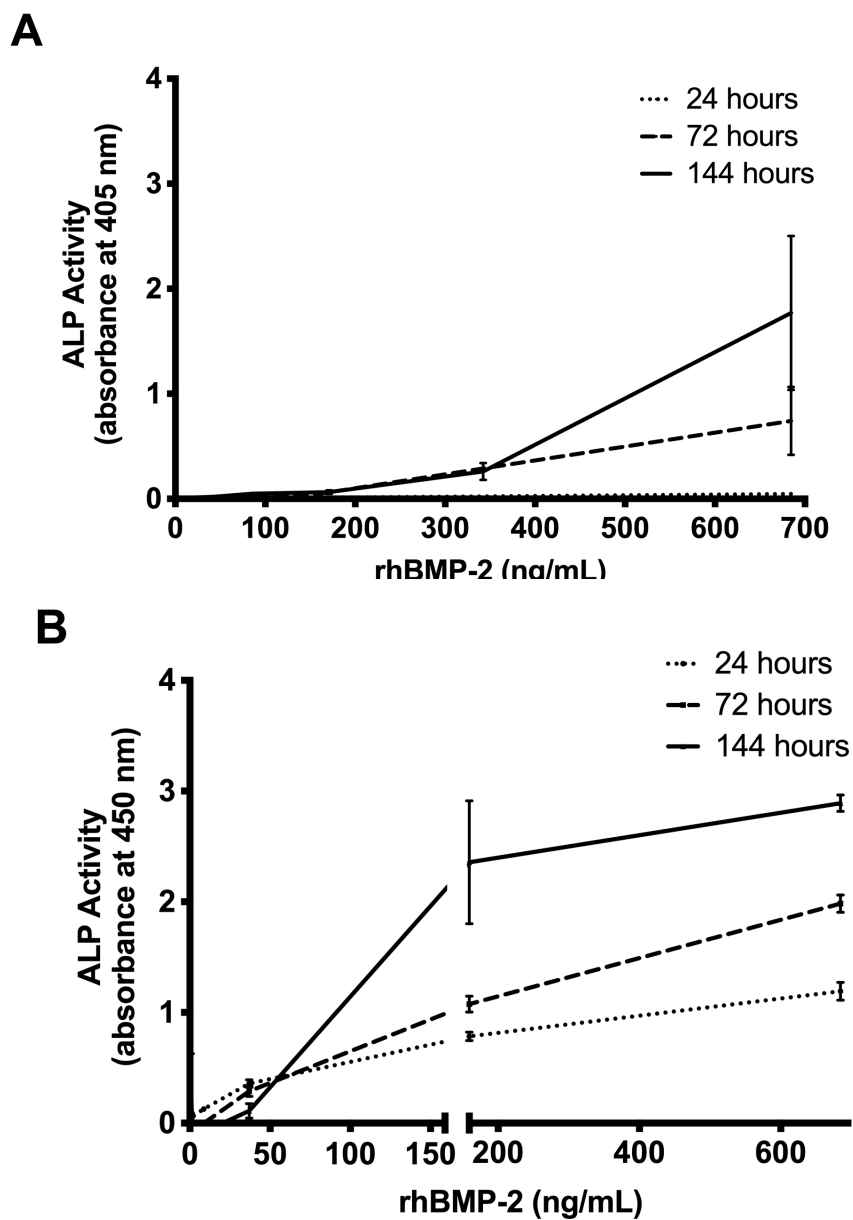 A
4
3
2
1
0
ALP Activity
(absorbance at 405 nm)
24 hours
72 hours
144 hours
0 100 200 300 400 500 600 700
rhBMP-2 (ng/mL)
B
4
3
2
1
0
ALP Activity
(absorbance at 450 nm)
24 hours
72 hours
144 hours
0 50 100 150 200 400 600
rhBMP-2 (ng/mL)